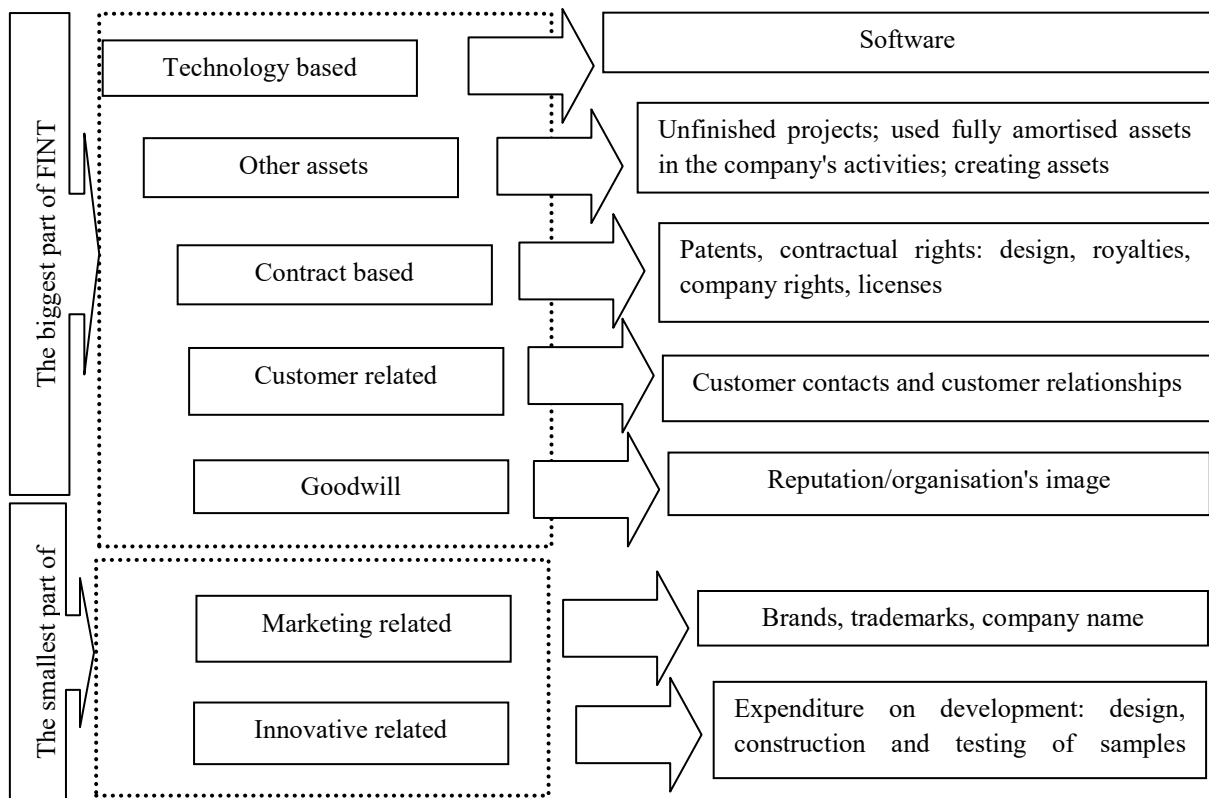 The biggest part of FINT
Technology based
Software
Other assets
Unfinished projects; used fully amortised assets
in the company's activities; creating assets
Contract based
Patents, contractual rights: design, royalties,
company rights, licenses
Customer related
Customer contacts and customer relationships
Goodwill
Reputation/organisation's image
The smallest part of
Marketing related
Brands, trademarks, company name
Innovative related
Expenditure on development: design,
construction and testing of samples